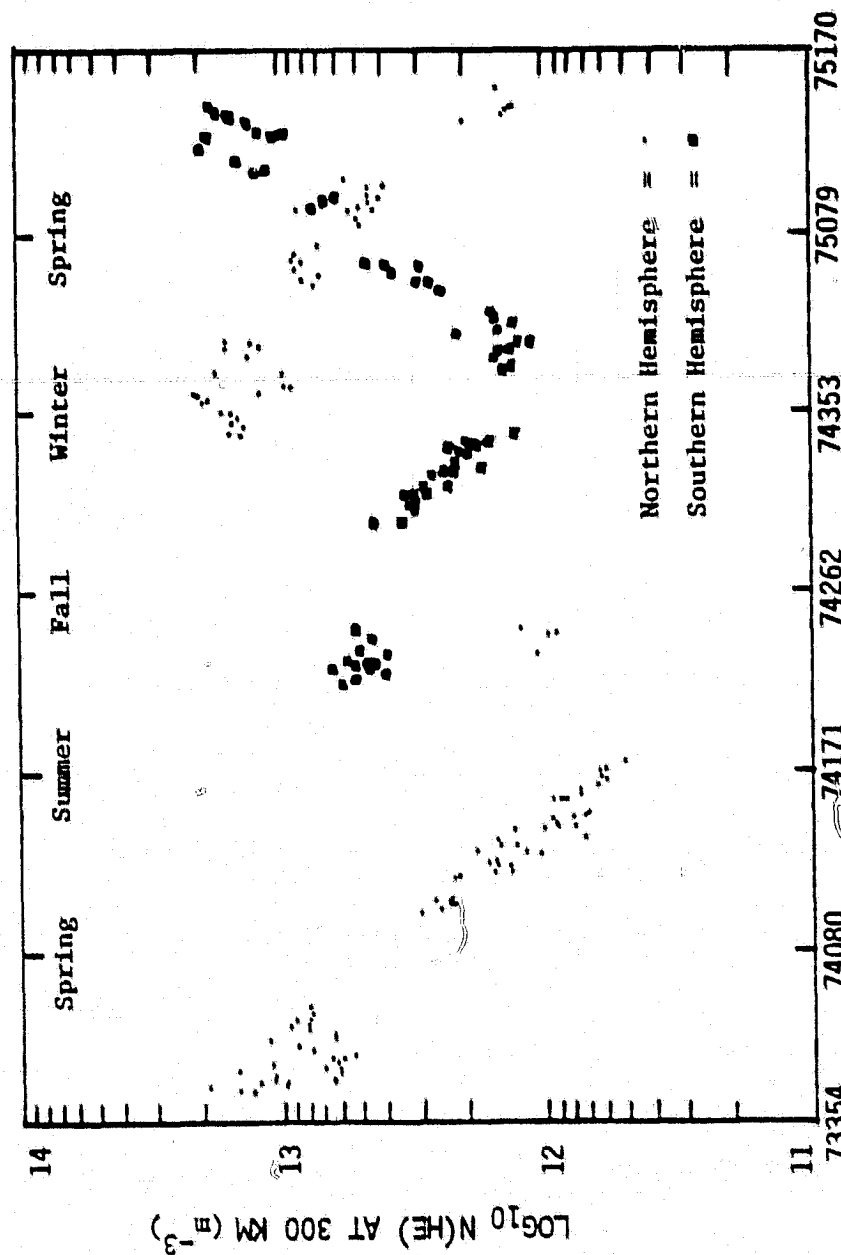 LOG10 N(HE) AT 300 KM (m-3)
14
13
12
11
Spring
Summer
Fall
Winter
Spring
Northern Hemisphere = ·
Southern Hemisphere = ■
73354
74080
74171
74262
74353
75079
75170